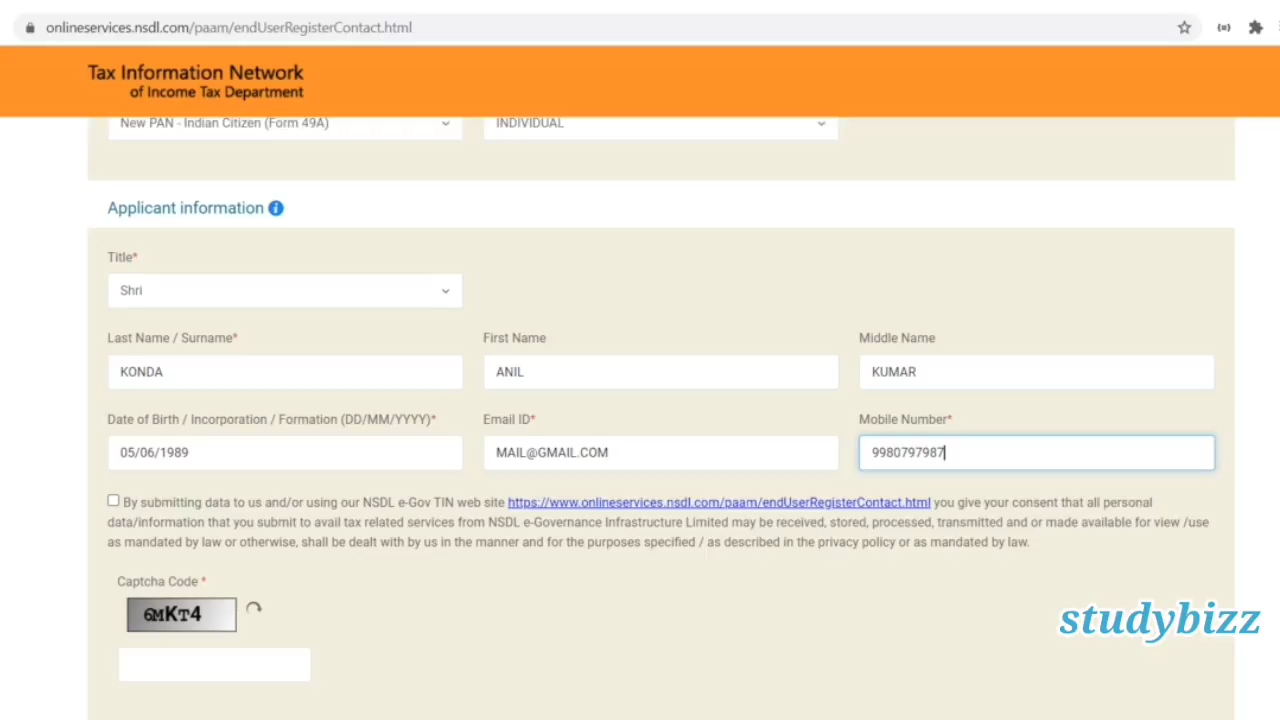 onlineservices.nsdl.com/paam/endUserRegisterContact.html
Tax Information Network
of Income Tax Department
New PAN - Indian Citizen (Form 49A)
INDIVIDUAL
Applicant information
Title*
Shri
Last Name / Surname*
First Name
Middle Name
KONDA
ANIL
KUMAR
Date of Birth / Incorporation / Formation (DD/MM/YYYY)*
Email ID*
Mobile Number*
05/06/1989
MAIL@GMAIL.COM
9980797987
By submitting data to us and/or using our NSDL e-Gov TIN web site https://www.onlineservices.nsdl.com/paam/endUserRegisterContact.html you give your consent that all personal
data/information that you submit to avail tax related services from NSDL e-Governance Infrastructure Limited may be received, stored, processed, transmitted and or made available for view /use
as mandated by law or otherwise, shall be dealt with by us in the manner and for the purposes specified / as described in the privacy policy or as mandated by law.
Captcha Code *
6MKT4
studybizz